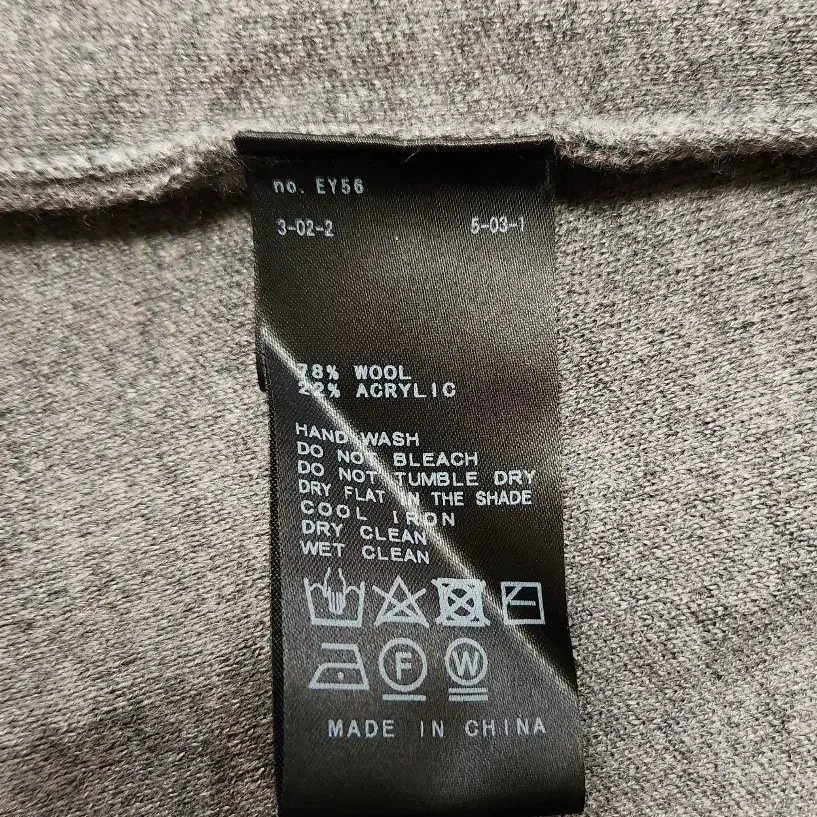 no. EY56
3-02-2 5-03-1
78% WOOL
22% ACRYLIC
HAND WASH
DO NOT BLEACH
DO NOT TUMBLE DRY
DRY FLAT IN THE SHADE
COOL IRON
DRY CLEAN
WET CLEAN
F W
MADE IN CHINA